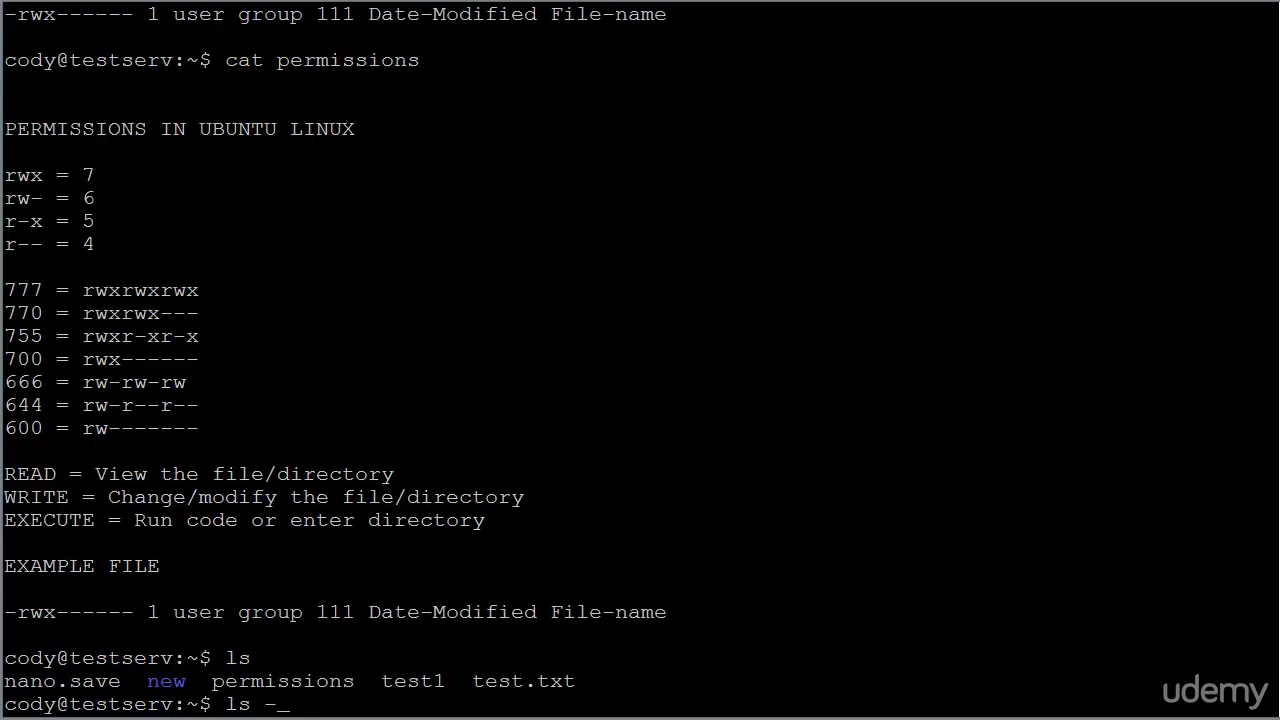 -rwx------ 1 user group 111 Date-Modified File-name
cody@testserv:~$ cat permissions
PERMISSIONS IN UBUNTU LINUX
rwx = 7
rw- = 6
r-x = 5
r-- = 4
777 = rwxrwxrwx
770 = rwxrwx---
755 = rwxr-xr-x
700 = rwx------
666 = rw-rw-rw
644 = rw-r--r--
600 = rw-------
READ = View the file/directory
WRITE = Change/modify the file/directory
EXECUTE = Run code or enter directory
EXAMPLE FILE
-rwx------ 1 user group 111 Date-Modified File-name
cody@testserv:~$ ls
nano.save new permissions test1 test.txt
cody@testserv:~$ ls -_
udemy